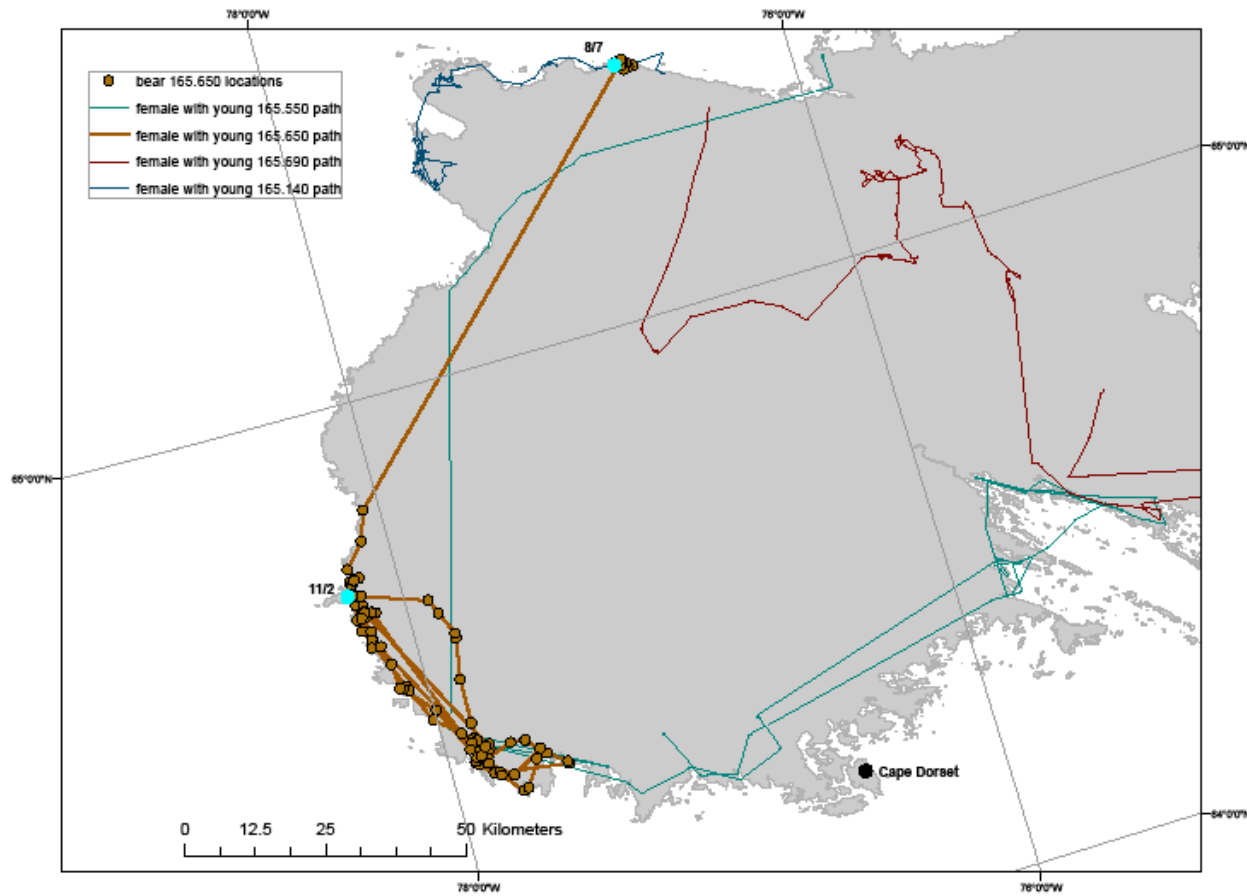 78°0'0"W
76°0'0"W
8/7
bear 165.650 locations
female with young 165.550 path
female with young 165.650 path
female with young 165.690 path
female with young 165.140 path
65°0'0"N
65°0'0"N
11/2
Cape Dorset
0 12.5 25 50 Kilometers
64°0'0"N
78°0'0"W
76°0'0"W